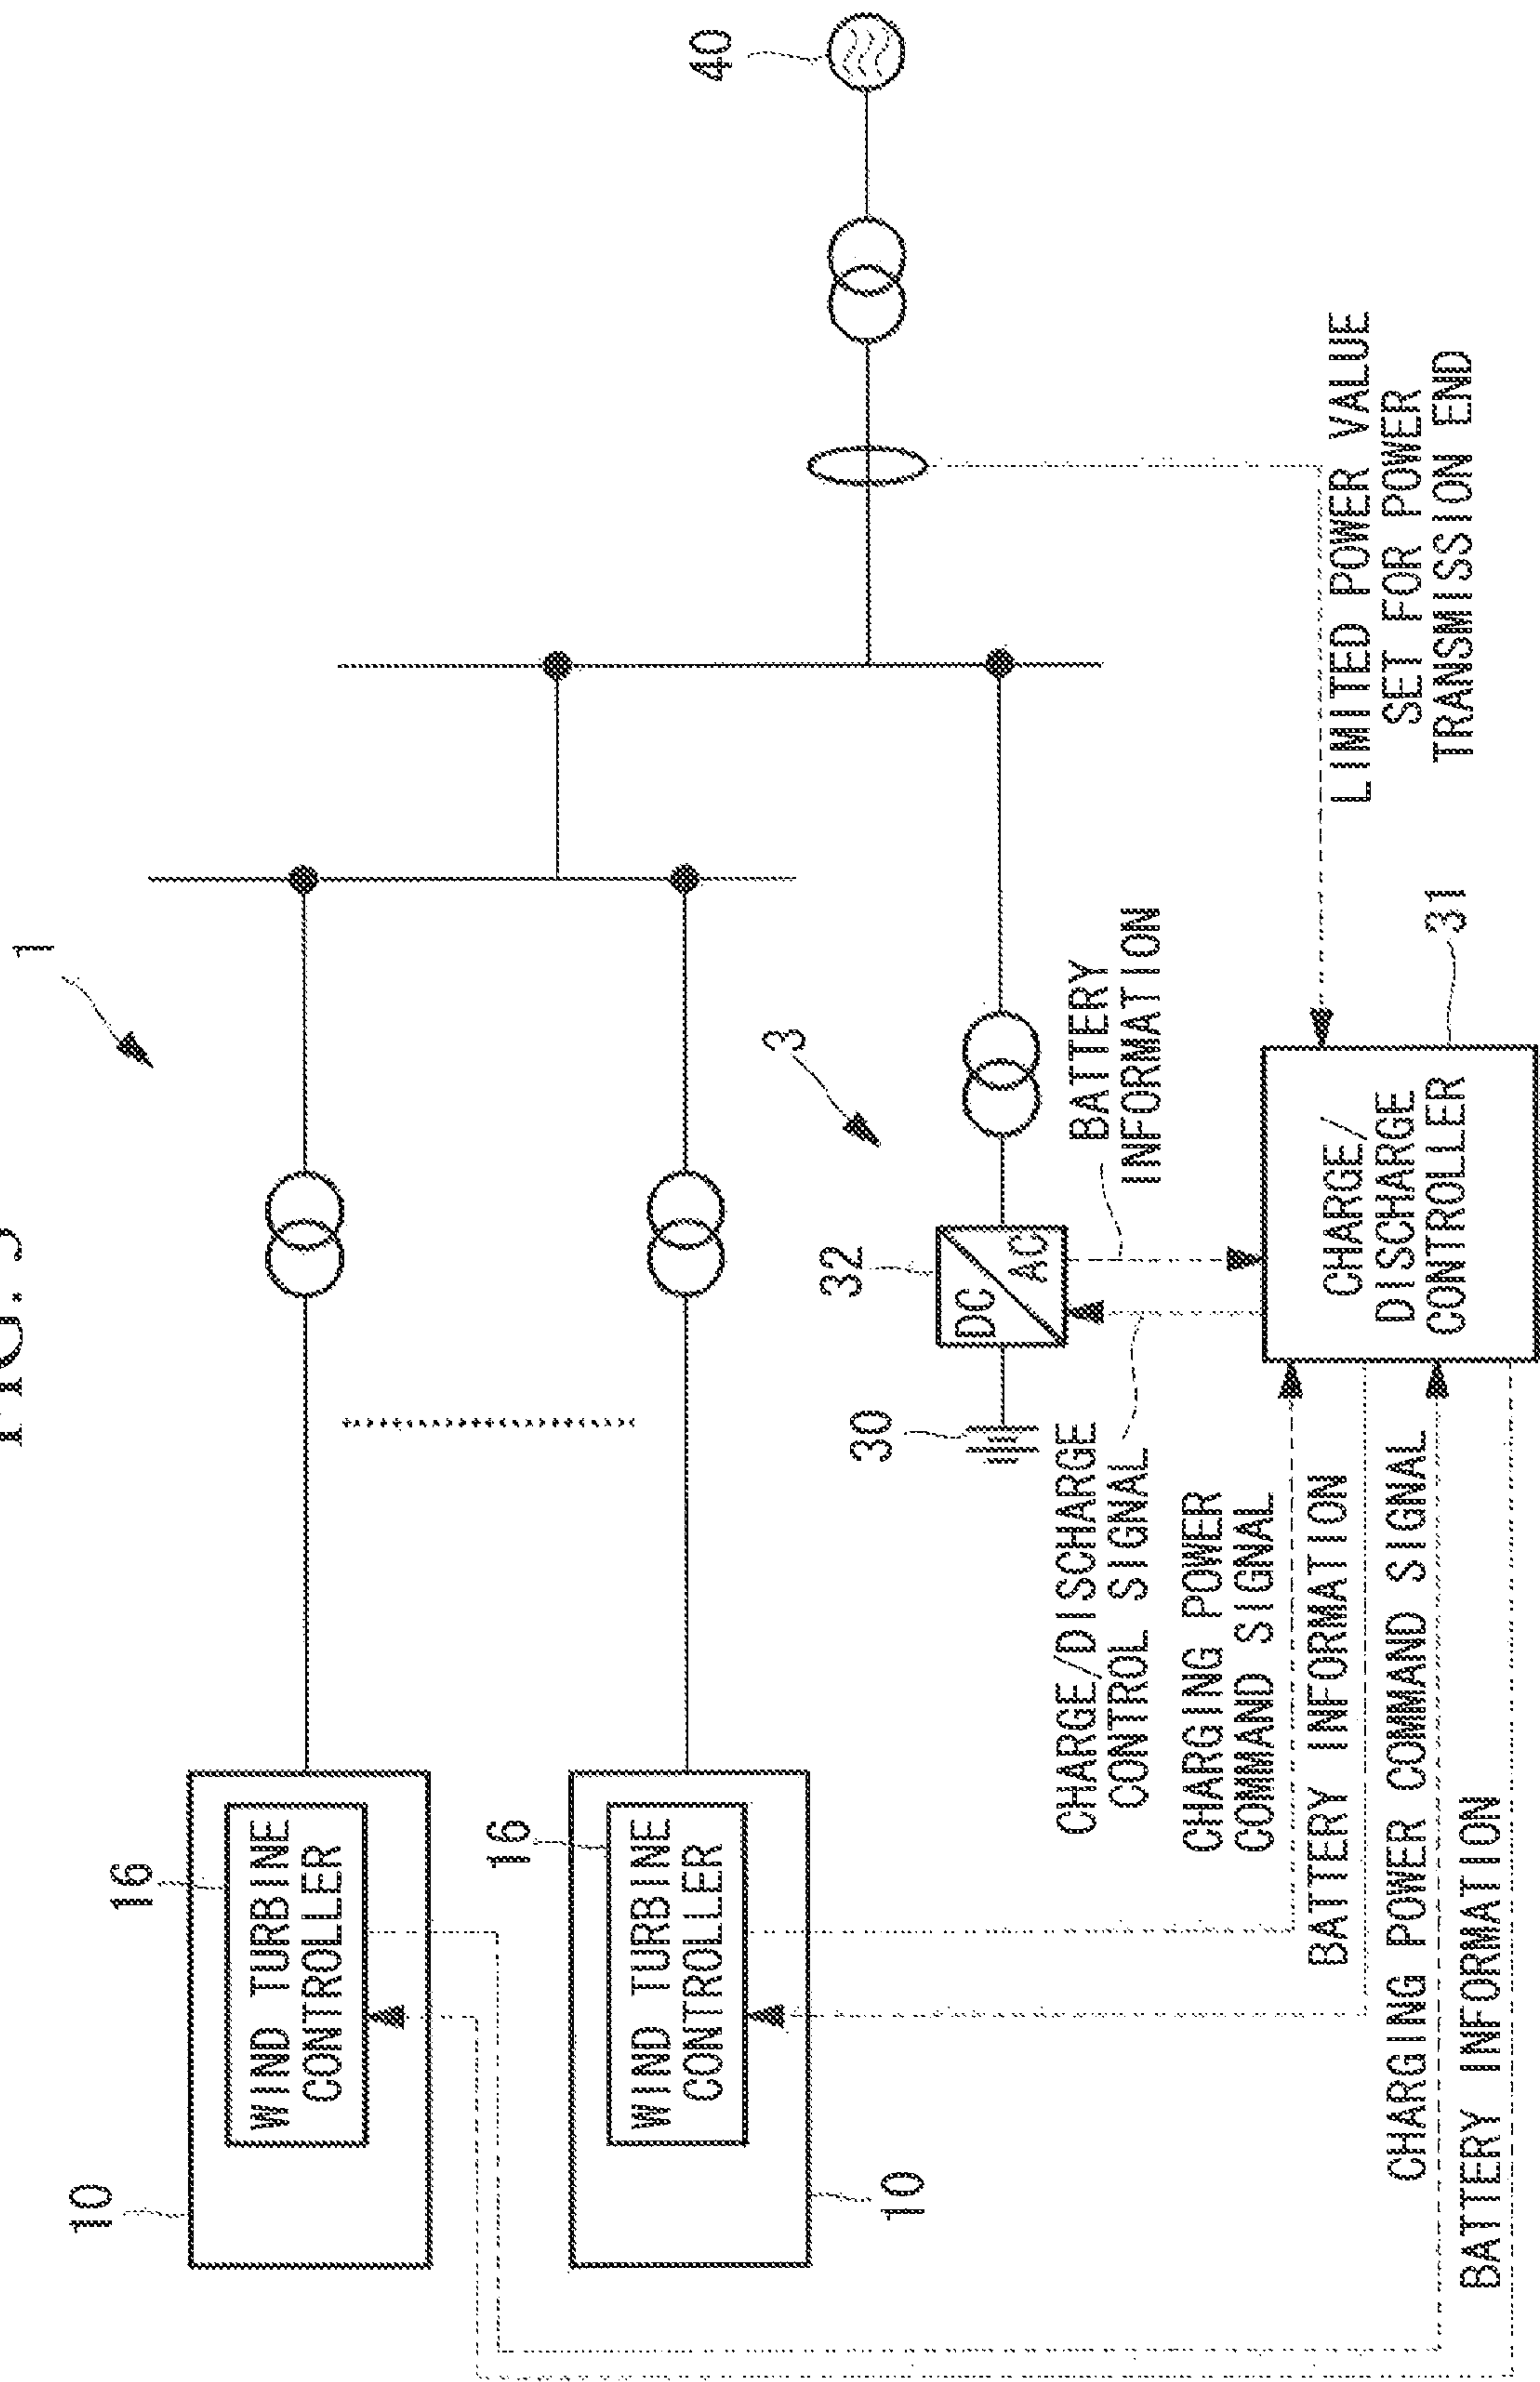 FIG. 3
1
10
16
WIND TURBINE
CONTROLLER
16
WIND TURBINE
CONTROLLER
10
3
40
32
DC
AC
30
BATTERY
INFORMATION
CHARGE/DISCHARGE
CONTROL SIGNAL
CHARGING POWER
COMMAND SIGNAL
BATTERY INFORMATION
CHARGING POWER COMMAND SIGNAL
BATTERY INFORMATION
CHARGE/
DISCHARGE
CONTROLLER
31
LIMITED POWER VALUE
SET FOR POWER
TRANSMISSION END